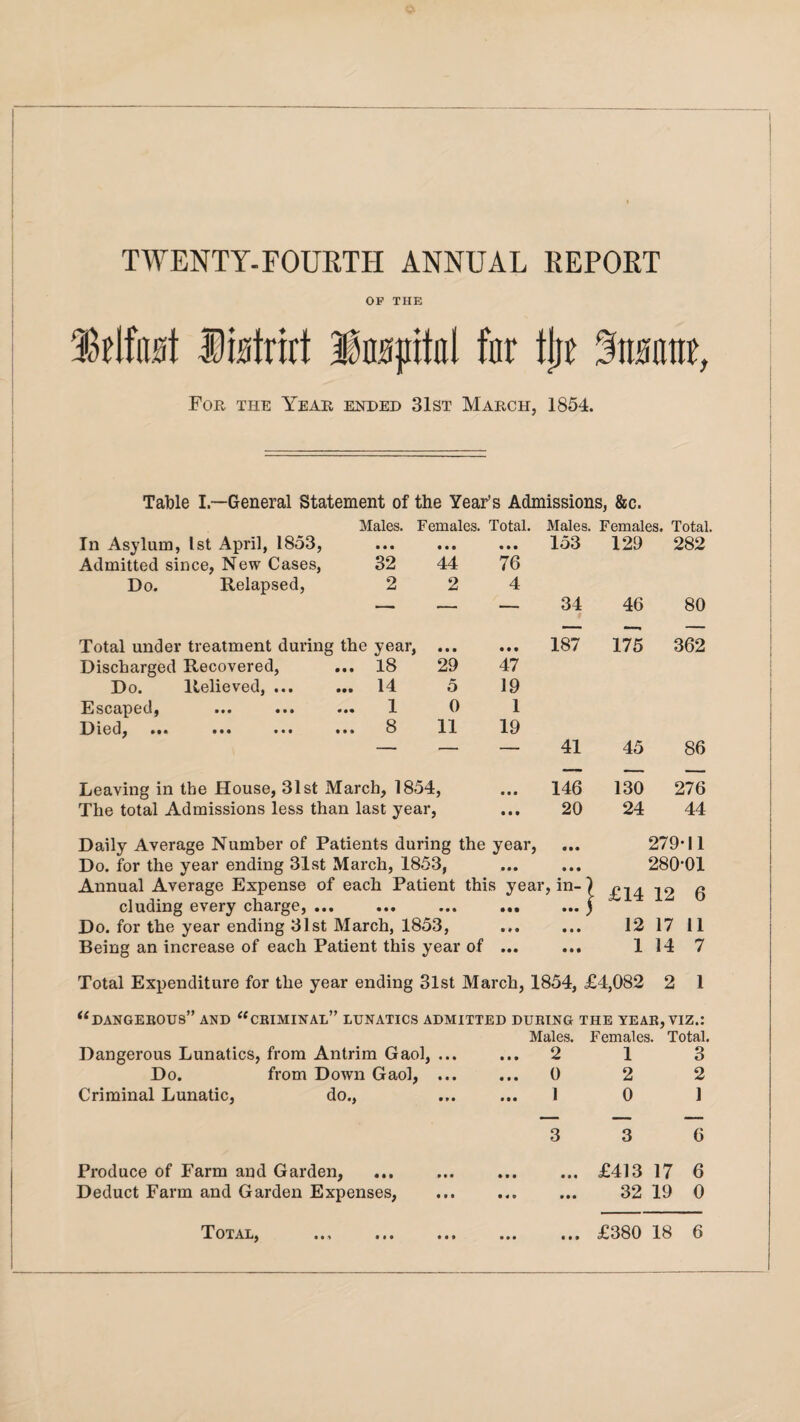 TWENTY-FOURTH ANNUAL REPORT
OF THE
Belfast District Hospital for the Insane,
For the Year ended 31st March, 1854.
Table I.—General Statement of the Year's Admissions, &c.
Males. Females. Total. Males. Females. Total.
In Asylum, 1st April, 1853, ... ... ... 153 129 282
Admitted since, New Cases, 32 44 76
Do. Relapsed, 2 2 4
— — — 34 46 80
Total under treatment during the year, ... ... 187 175 362
Discharged Recovered, ... 18 29 47
Do. Relieved, ... ... 14 5 19
Escaped, ... ... ... 1 0 1
Died, ... ... ... ... 8 11 19
— — — 41 45 86
Leaving in the House, 31st March, 1854, ... 146 130 276
The total Admissions less than last year, ... 20 24 44
Daily Average Number of Patients during the year, ... 279·11
Do. for the year ending 31st March, 1853, ... ... 280·01
Annual Average Expense of each Patient this year, in- } £14 12 6
cluding every charge, ... ... ... ... ... }
Do. for the year ending 31st March, 1853, ... ... 12 17 11
Being an increase of each Patient this year of ... ... 1 14 7
Total Expenditure for the year ending 31st March, 1854, £4,082 2 1
“DANGEROUS” AND “CRIMINAL” LUNATICS ADMITTED DURING THE YEAR, VIZ.:
Males. Females. Total.
Dangerous Lunatics, from Antrim Gaol, ... ... 2 1 3
Do. from Down Gaol, ... ... 0 2 2
Criminal Lunatic, do., ... ... 1 0 1
3 3 6
Produce of Farm and Garden, ... ... ... ... £413 17 6
Deduct Farm and Garden Expenses, ... ... ... 32 19 0
Total, ... ... ... ... ... £380 18 6